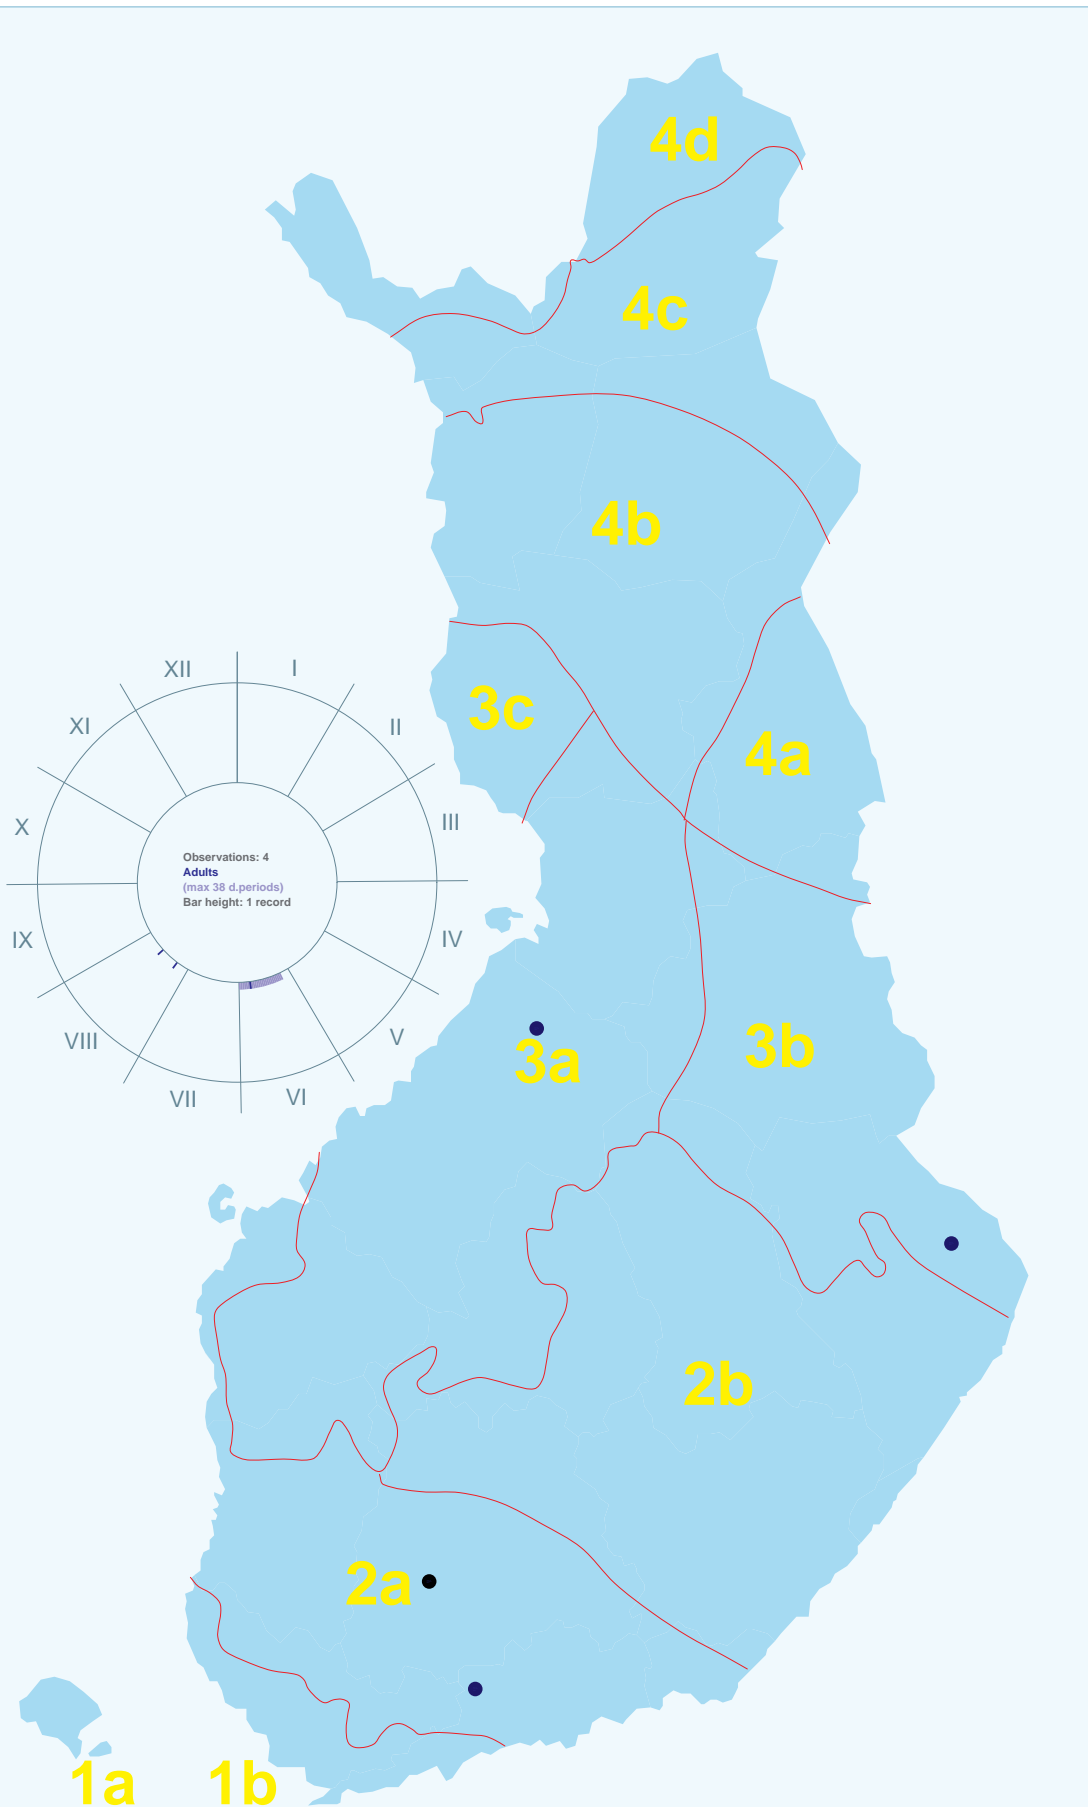 4d
4c
4b
XII
I
XI
II
3c
4a
X
III
Observations: 4
Adults
(max 38 d.periods)
Bar height: 1 record
IX
IV
VIII
V
VII
VI
3a
3b
2b
2a
1a
1b